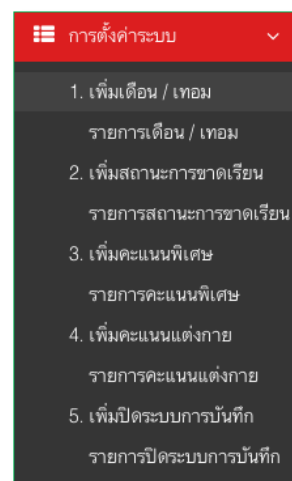 การตั้งค่าระบบ
1. เพิ่มเดือน / เทอม
รายการเดือน / เทอม
2. เพิ่มสถานะการขาดเรียน
รายการสถานะการขาดเรียน
3. เพิ่มคะแนนพิเศษ
รายการคะแนนพิเศษ
4. เพิ่มคะแนนแต่งกาย
รายการคะแนนแต่งกาย
5. เพิ่มปิดระบบการบันทึก
รายการปิดระบบการบันทึก